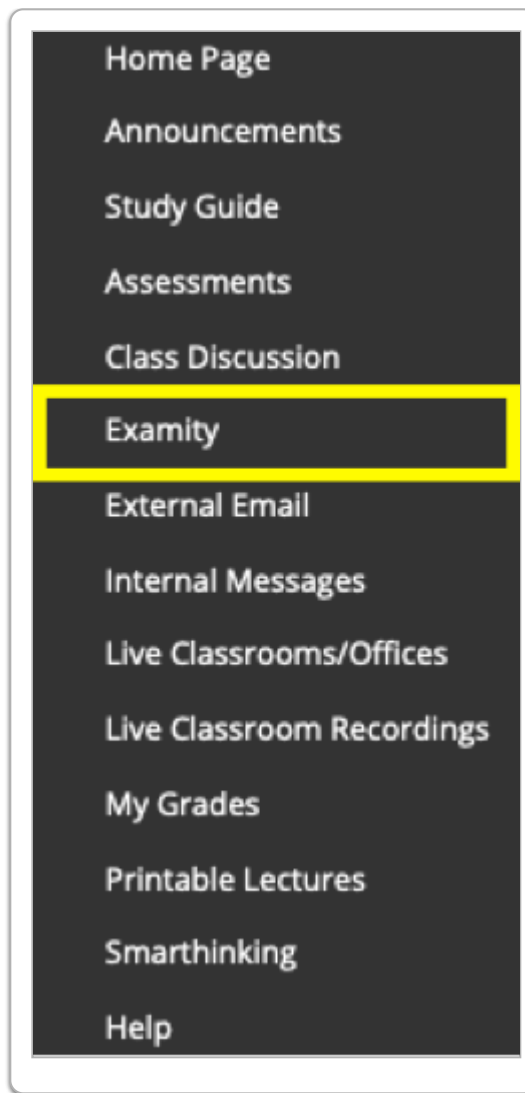 Home Page
Announcements
Study Guide
Assessments
Class Discussion
Examity
External Email
Internal Messages
Live Classrooms/Offices
Live Classroom Recordings
My Grades
Printable Lectures
Smarthinking
Help